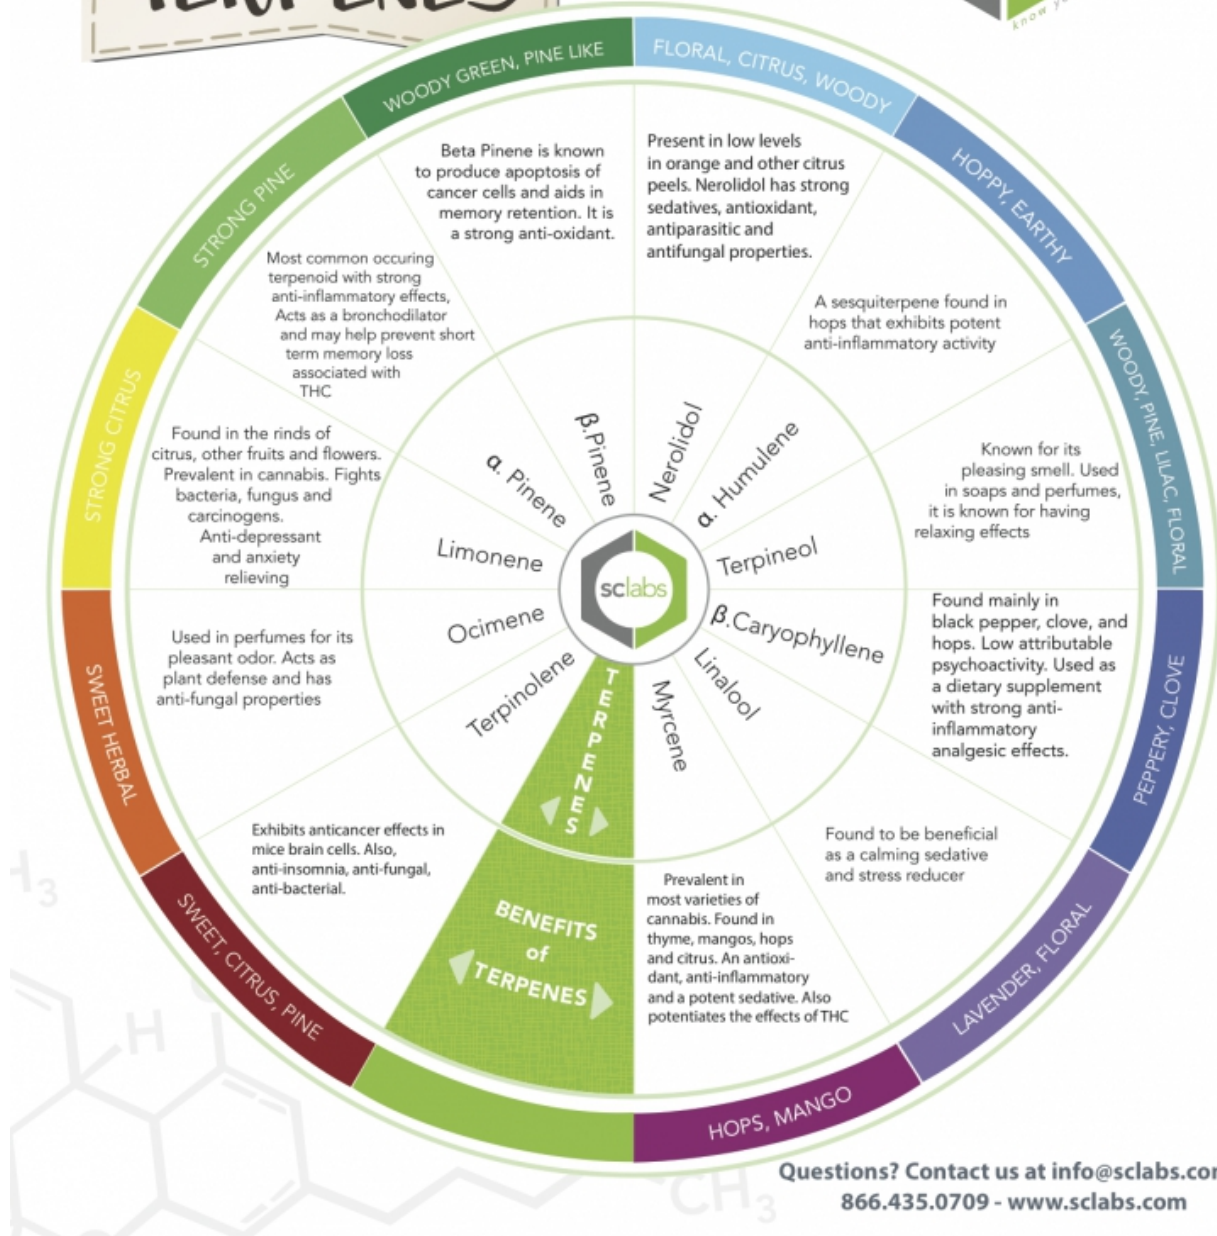 TERPENES
know yo
WOODY GREEN, PINE LIKE
FLORAL, CITRUS, WOODY
HOPPY, EARTHY
WOODY, PINE, LILAC, FLORAL
PEPPERY, CLOVE
LAVENDER, FLORAL
HOPS, MANGO
SWEET, CITRUS, PINE
SWEET HERBAL
STRONG CITRUS
STRONG PINE
Beta Pinene is known
to produce apoptosis of
cancer cells and aids in
memory retention. It is
a strong anti-oxidant.
Present in low levels
in orange and other citrus
peels. Nerolidol has strong
sedatives, antioxidant,
antiparasitic and
antifungal properties.
A sesquiterpene found in
hops that exhibits potent
anti-inflammatory activity
Known for its
pleasing smell. Used
in soaps and perfumes,
it is known for having
relaxing effects
Found mainly in
black pepper, clove, and
hops. Low attributable
psychoactivity. Used as
a dietary supplement
with strong anti-
inflammatory
analgesic effects.
Found to be beneficial
as a calming sedative
and stress reducer
Prevalent in
most varieties of
cannabis. Found in
thyme, mangos, hops
and citrus. An antioxi-
dant, anti-inflammatory
and a potent sedative. Also
potentiates the effects of THC
BENEFITS
of
TERPENES
Exhibits anticancer effects in
mice brain cells. Also,
anti-insomnia, anti-fungal,
anti-bacterial.
Used in perfumes for its
pleasant odor. Acts as
plant defense and has
anti-fungal properties
Found in the rinds of
citrus, other fruits and flowers.
Prevalent in cannabis. Fights
bacteria, fungus and
carcinogens.
Anti-depressant
and anxiety
relieving
Most common occuring
terpenoid with strong
anti-inflammatory effects,
Acts as a bronchodilator
and may help prevent short
term memory loss
associated with
THC
β.Pinene
Nerolidol
α. Humulene
Terpineol
β.Caryophyllene
Linalool
Myrcene
TERPENES
Terpinolene
Ocimene
Limonene
α. Pinene
sclabs
H3
H
CH3
Questions? Contact us at info@sclabs.com
866.435.0709 - www.sclabs.com